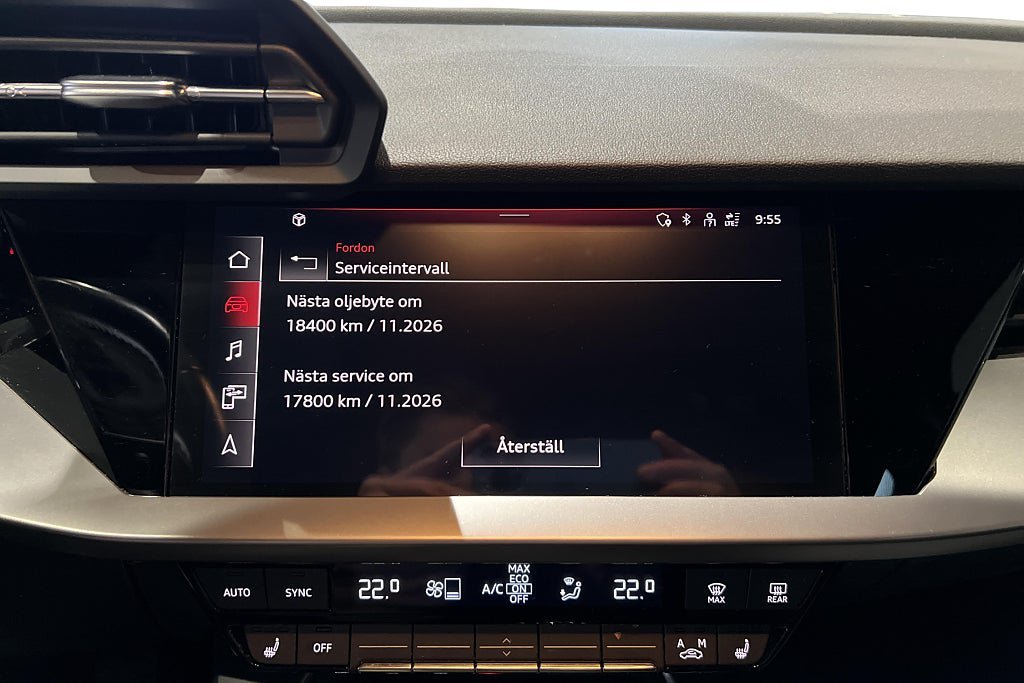 9:55
Fordon
Serviceintervall
Nästa oljebyte om
18400 km / 11.2026
Nästa service om
17800 km / 11.2026
Återställ
AUTO
SYNC
22.0
A/C
MAX
ECO
ON
OFF
22.0
MAX
REAR
OFF
A M